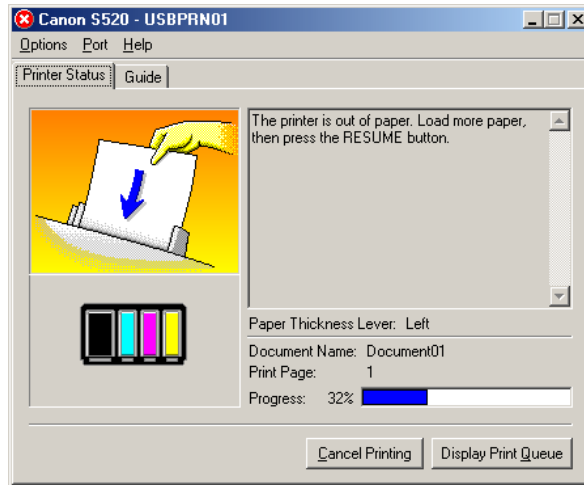 Canon S520 - USBPRN01
Options Port Help
Printer Status Guide
The printer is out of paper. Load more paper,
then press the RESUME button.
Paper Thickness Lever: Left
Document Name: Document01
Print Page: 1
Progress: 32%
Cancel Printing Display Print Queue